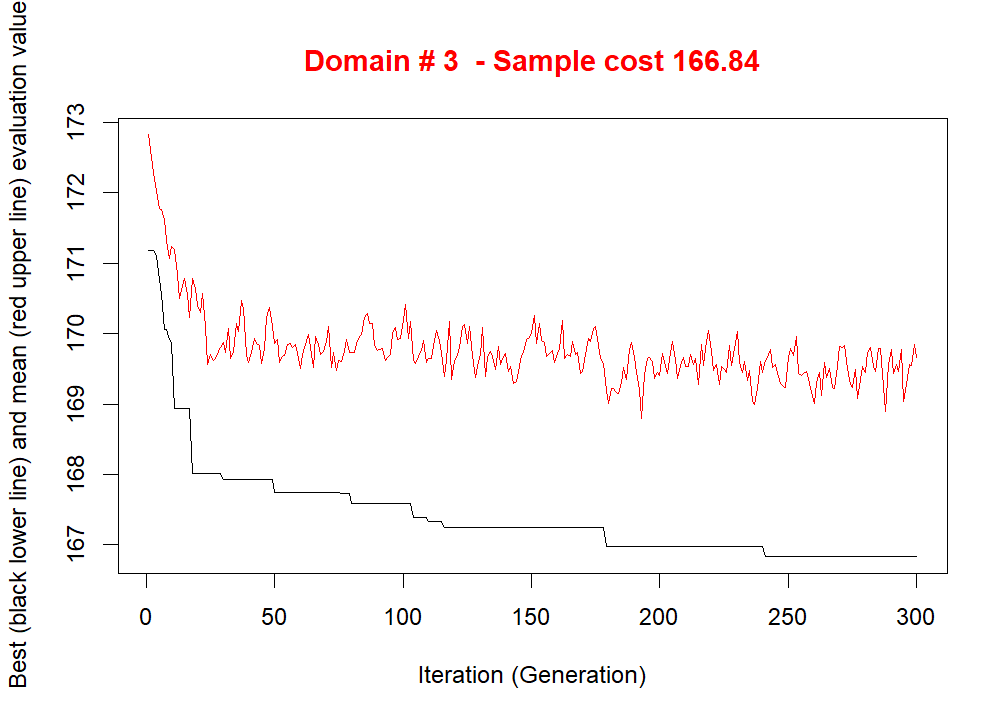 Domain # 3  - Sample cost 166.84
Best (black lower line) and mean (red upper line) evaluation value
173
172
171
170
169
168
167
0 50 100 150 200 250 300
Iteration (Generation)